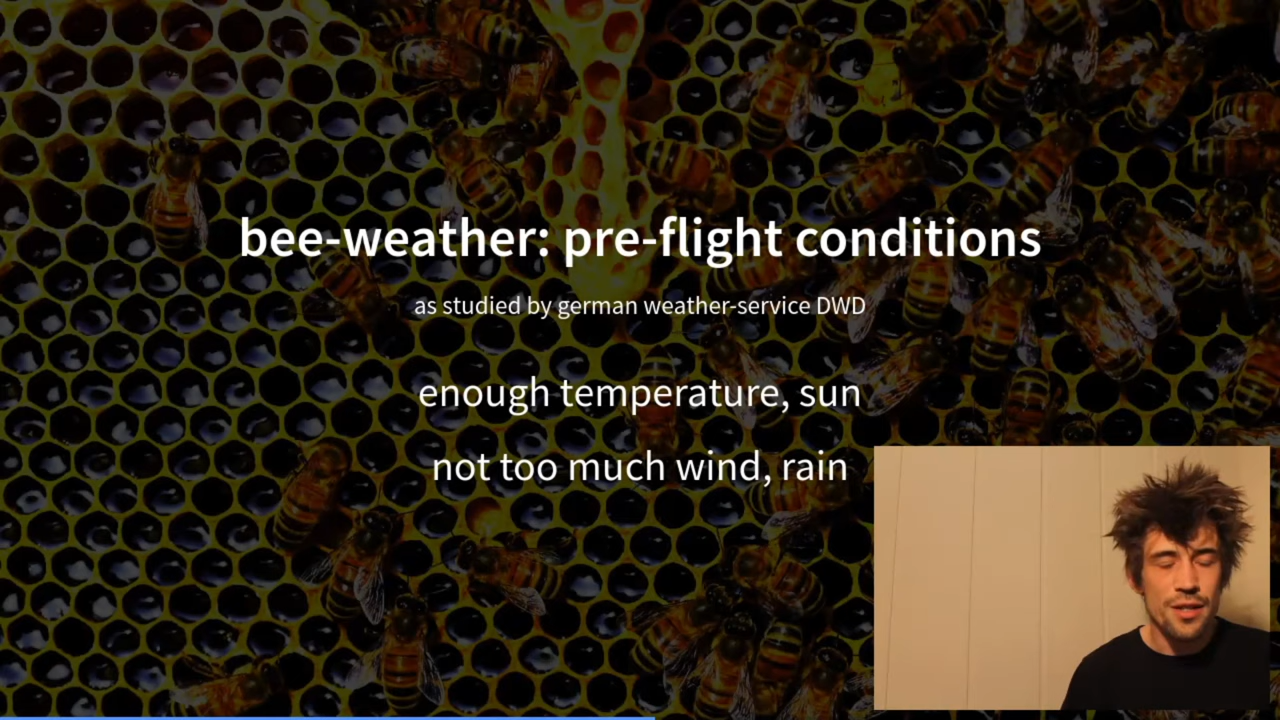 bee-weather: pre-flight conditions
as studied by german weather-service DWD
enough temperature, sun
not too much wind, rain